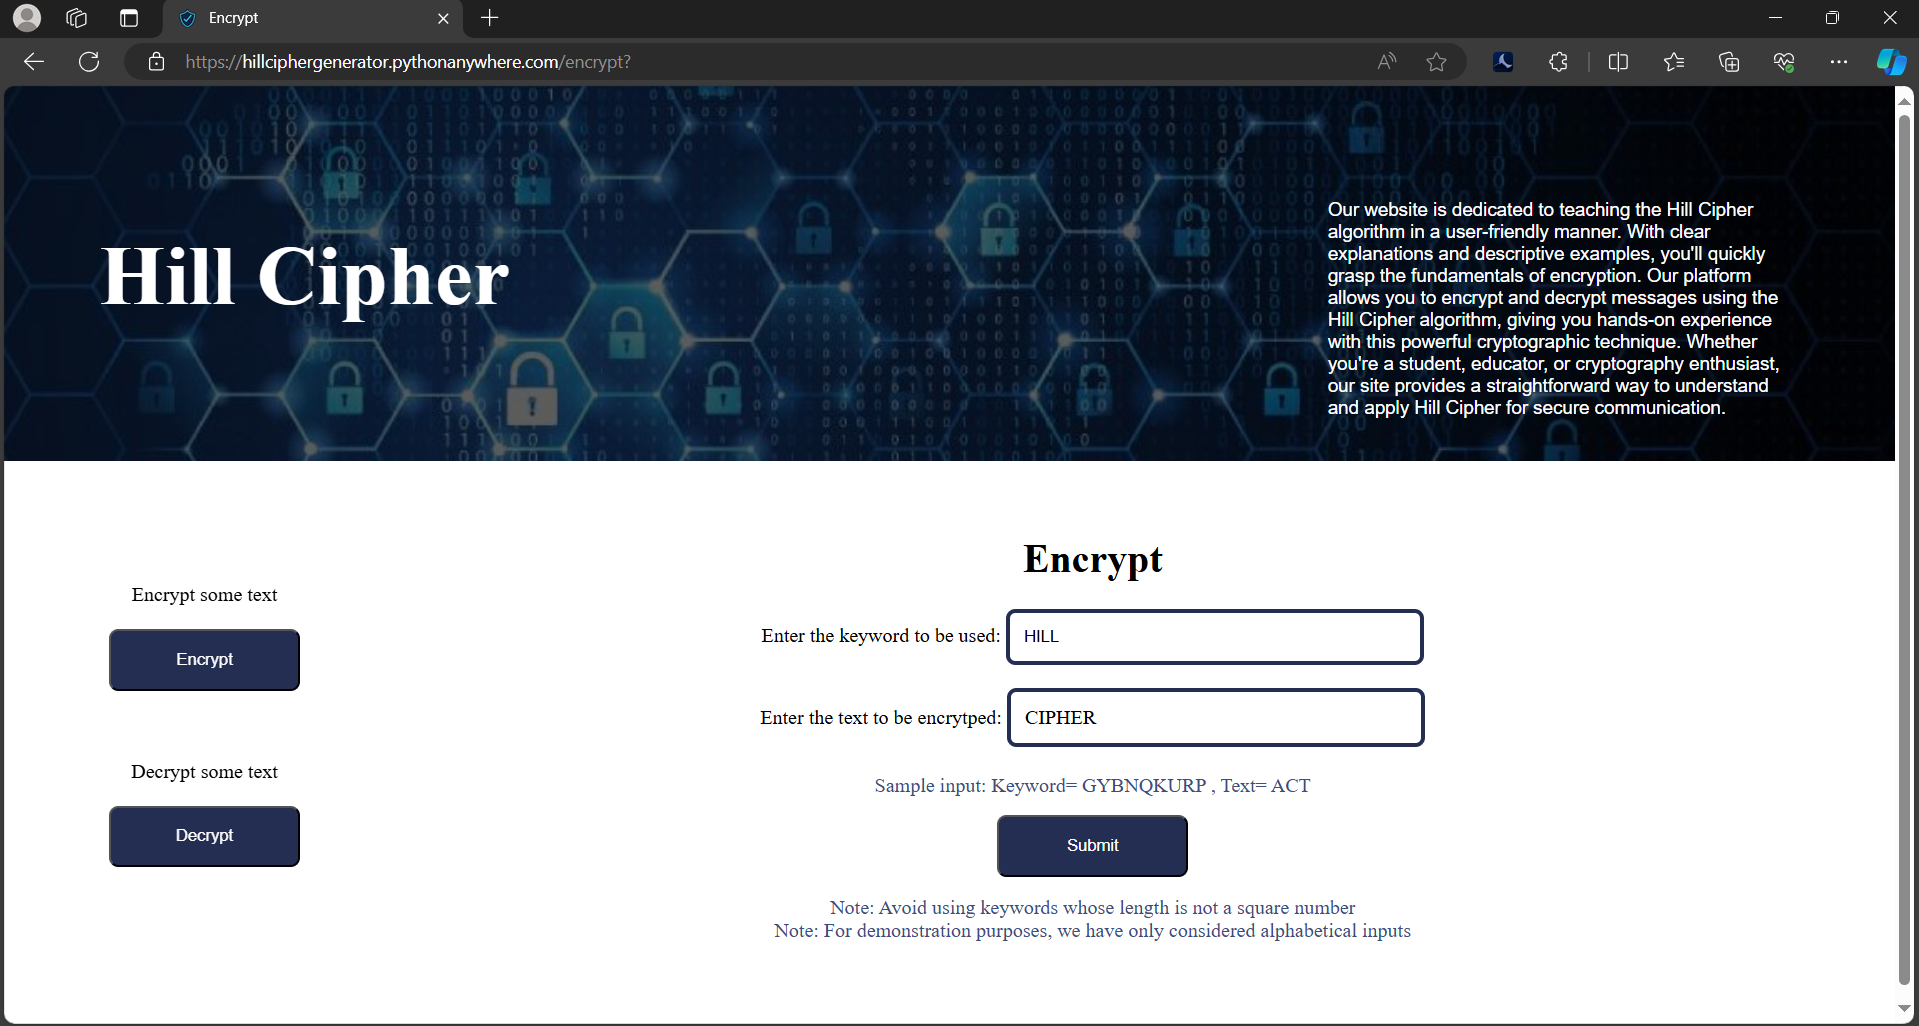 Encrypt
https://hillciphergenerator.pythonanywhere.com/encrypt?
Hill Cipher
Our website is dedicated to teaching the Hill Cipher
algorithm in a user-friendly manner. With clear
explanations and descriptive examples, you'll quickly
grasp the fundamentals of encryption. Our platform
allows you to encrypt and decrypt messages using the
Hill Cipher algorithm, giving you hands-on experience
with this powerful cryptographic technique. Whether
you're a student, educator, or cryptography enthusiast,
our site provides a straightforward way to understand
and apply Hill Cipher for secure communication.
Encrypt some text
Encrypt
Decrypt some text
Decrypt
Encrypt
Enter the keyword to be used: HILL
Enter the text to be encrytped: CIPHER
Sample input: Keyword= GYBNQKURP , Text= ACT
Submit
Note: Avoid using keywords whose length is not a square number
Note: For demonstration purposes, we have only considered alphabetical inputs